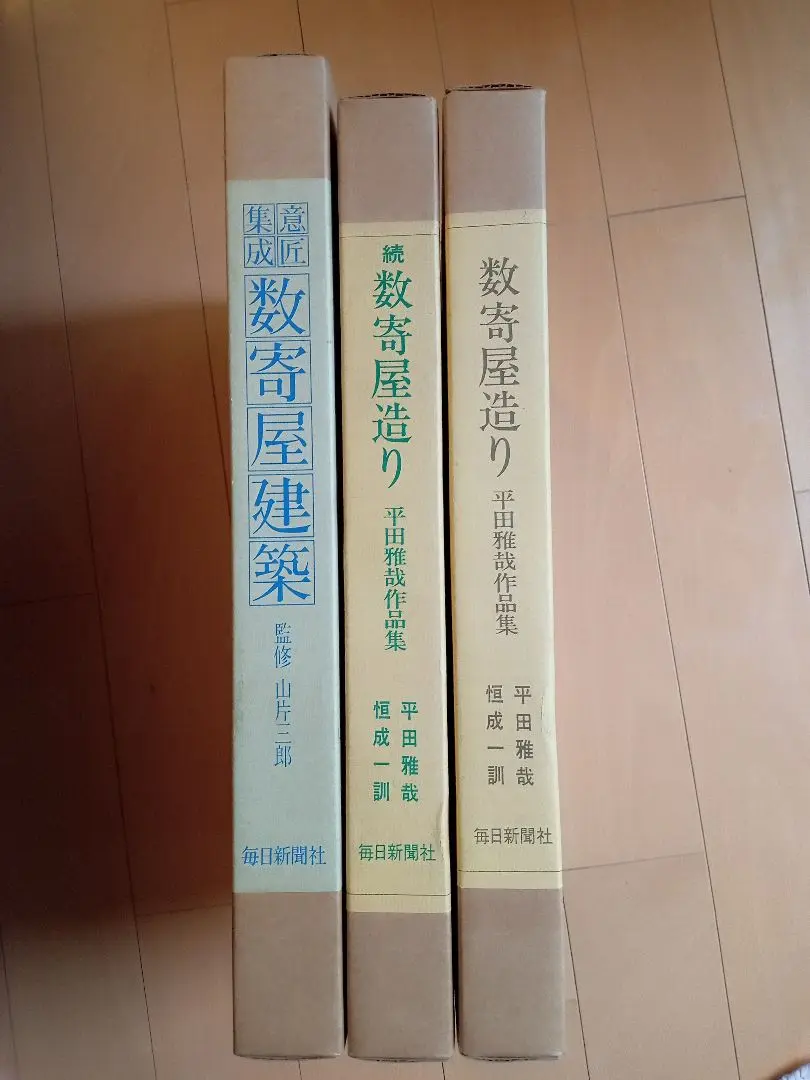 意匠
集成
数寄屋建築
監修 山片三郎
毎日新聞社
続
数寄屋造り
平田雅哉作品集
平田雅哉
恒成一訓
毎日新聞社
数寄屋造り
平田雅哉作品集
平田雅哉
恒成一訓
毎日新聞社